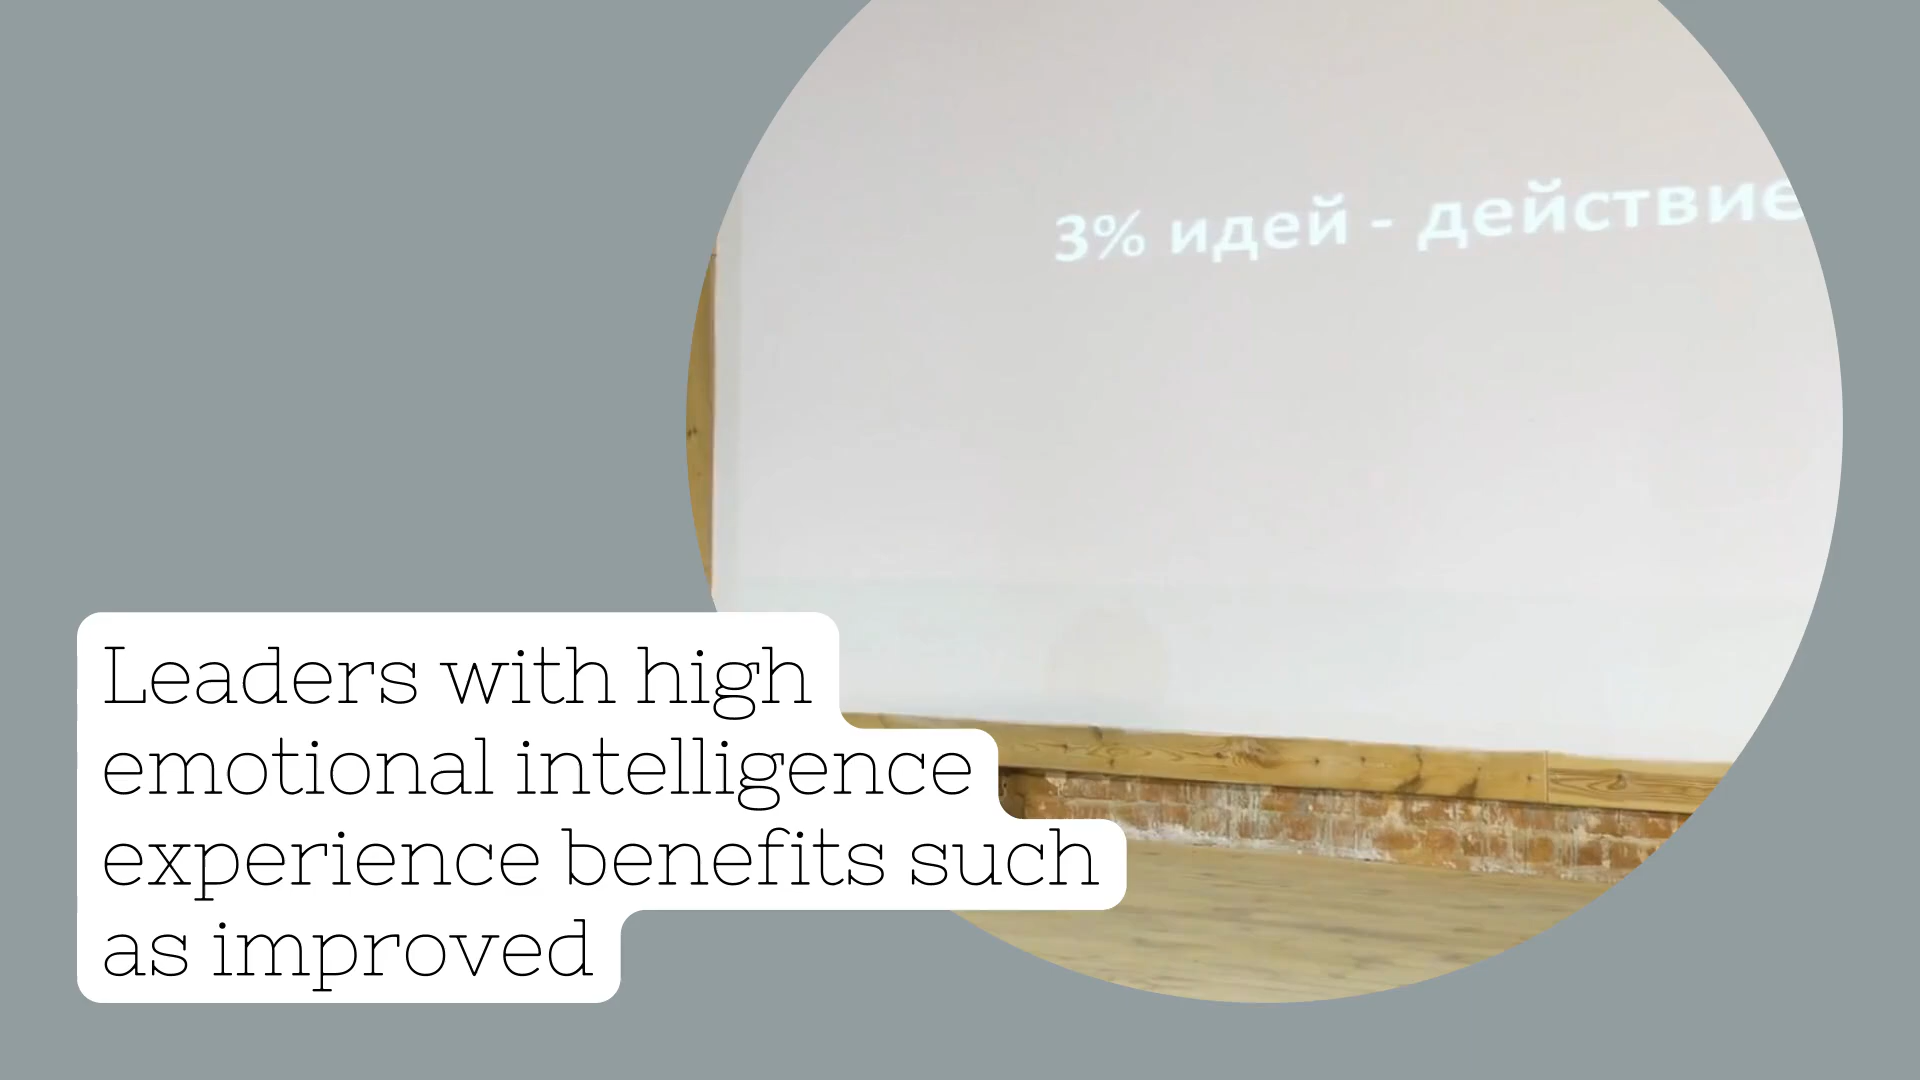 3% идей - действие
Leaders with high
emotional intelligence
experience benefits such
as improved